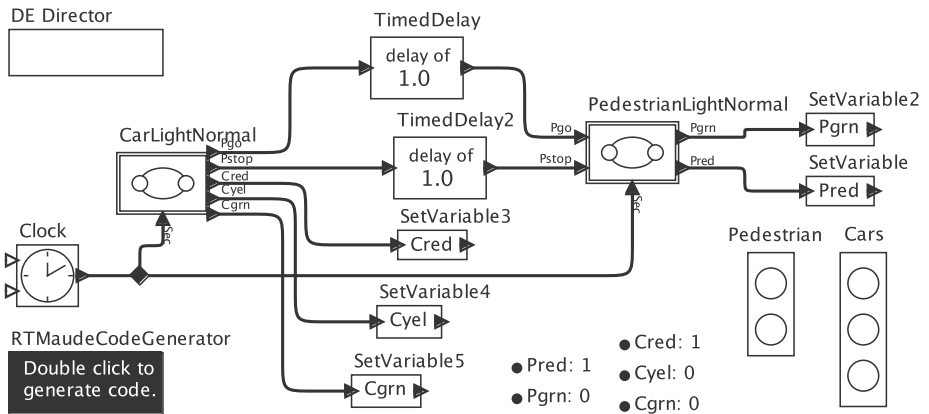 DE Director
TimedDelay
delay of
1.0
CarLightNormal
Pgo
Pstop
Cred
Cyel
Cgrn
Sec
TimedDelay2
delay of
1.0
PedestrianLightNormal
Pgo
Pstop
Pgrn
Pred
Sec
SetVariable2
Pgrn
SetVariable
Pred
SetVariable3
Cred
Clock
SetVariable4
Cyel
SetVariable5
Cgrn
Pedestrian
Cars
RTMaudeCodeGenerator
Double click to
generate code.
Pred: 1
Pgrn: 0
Cred: 1
Cyel: 0
Cgrn: 0